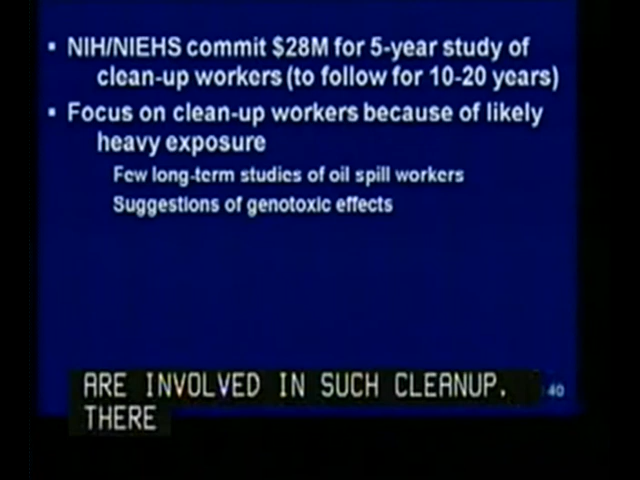 ▪ NIH/NIEHS commit $28M for 5-year study of
clean-up workers (to follow for 10-20 years)
▪ Focus on clean-up workers because of likely
heavy exposure
Few long-term studies of oil spill workers
Suggestions of genotoxic effects
ARE INVOLVED IN SUCH CLEANUP.
40
THERE